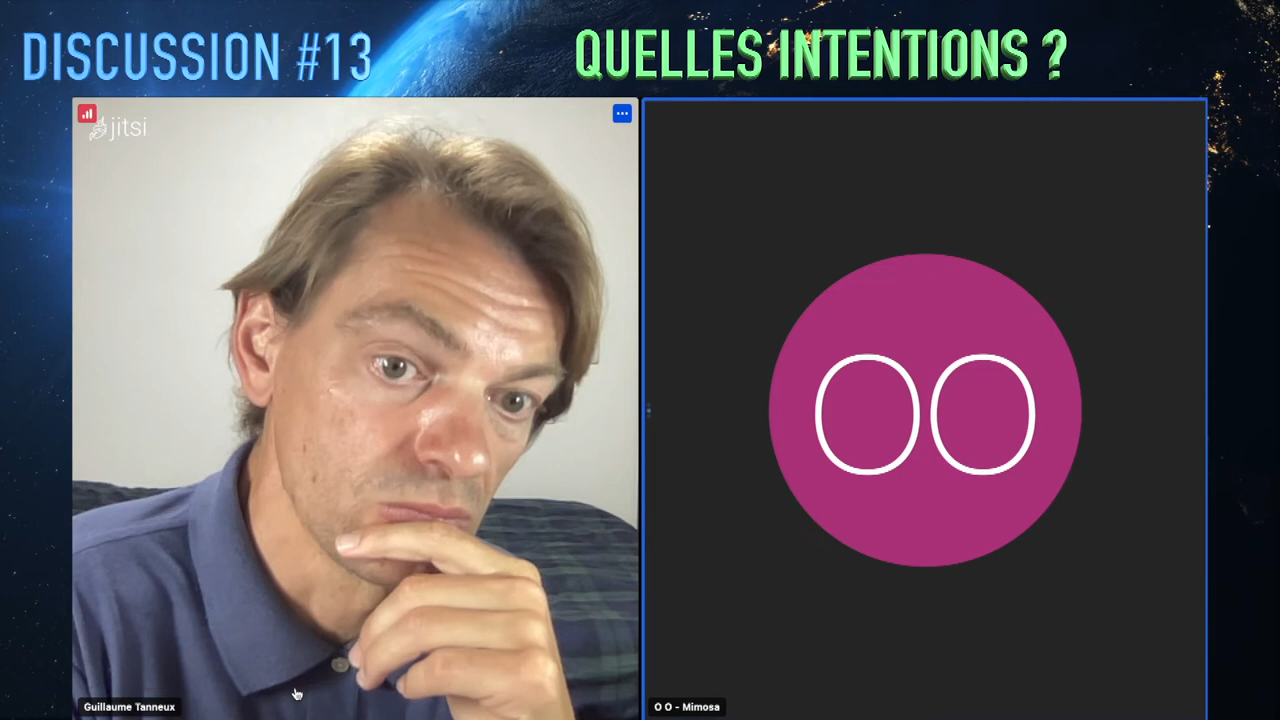 DISCUSSION #13
QUELLES INTENTIONS ?
jitsi
OO
Guillaume Tanneux
O O - Mimosa